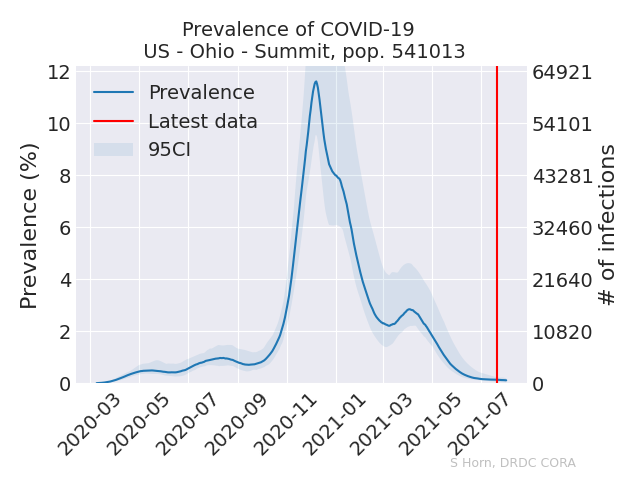 Prevalence of COVID-19
US - Ohio - Summit, pop. 541013
Prevalence (%)
12
10
8
6
4
2
0
Prevalence
Latest data
95CI
64921
54101
43281
32460
21640
10820
0
# of infections
2020-03
2020-05
2020-07
2020-09
2020-11
2021-01
2021-03
2021-05
2021-07
S Horn, DRDC CORA